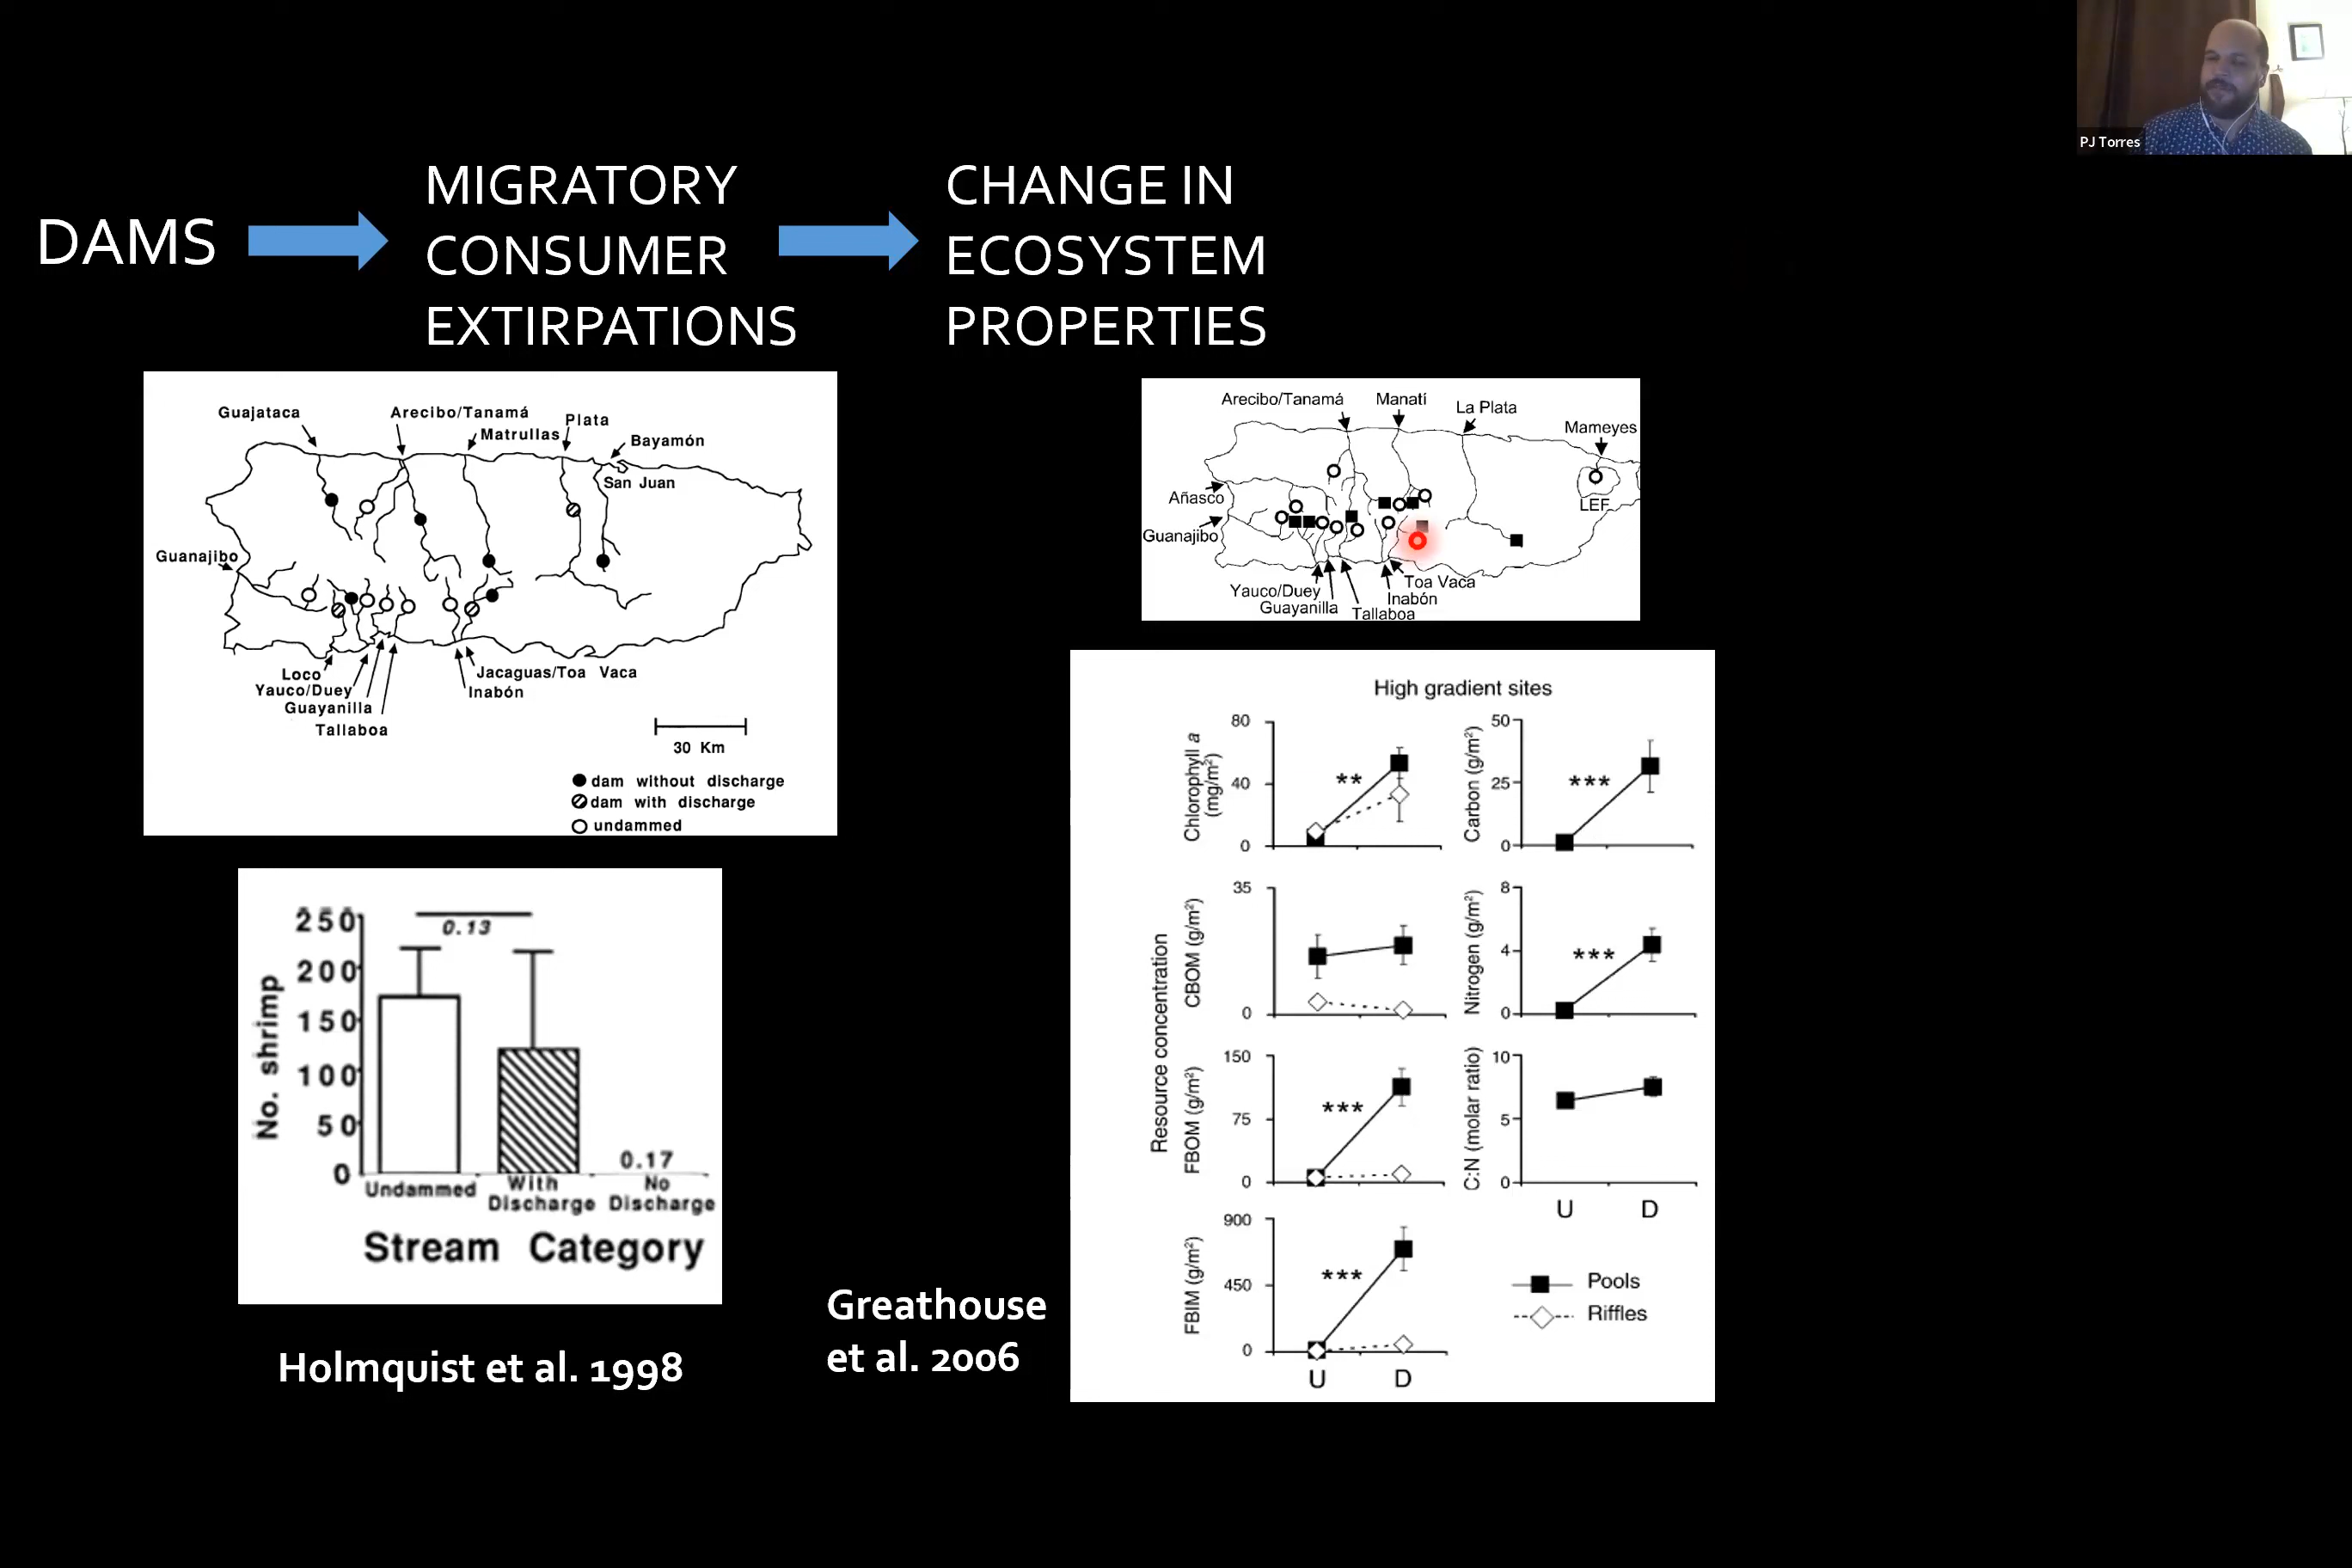 PJ Torres
DAMS
MIGRATORY
CONSUMER
EXTIRPATIONS
CHANGE IN
ECOSYSTEM
PROPERTIES
Guajataca
Arecibo/Tanamá
Plata
Matrullas
Bayamón
San Juan
Guanajibo
Loco
Yauco/Duey
Guayanilla
Tallaboa
Jacaguas/Toa Vaca
Inabón
30 Km
dam without discharge
dam with discharge
undammed
Arecibo/Tanamá
Manatí
La Plata
Mameyes
Añasco
LEF
Guanajibo
Toa Vaca
Yauco/Duey
Inabón
Guayanilla
Tallaboa
No. shrimp
250
200
150
100
50
0
0.13
0.17
Undammed
With
Discharge
No
Discharge
Stream Category
Holmquist et al. 1998
Greathouse
et al. 2006
High gradient sites
Resource concentration
Chlorophyll a
(mg/m²)
80
40
0
**
Carbon (g/m²)
50
25
0
***
CBOM (g/m²)
35
0
Nitrogen (g/m²)
8
4
0
***
FBOM (g/m²)
150
75
0
***
C:N (molar ratio)
10
5
0
U D
FBIM (g/m²)
900
450
0
***
U D
Pools
Riffles